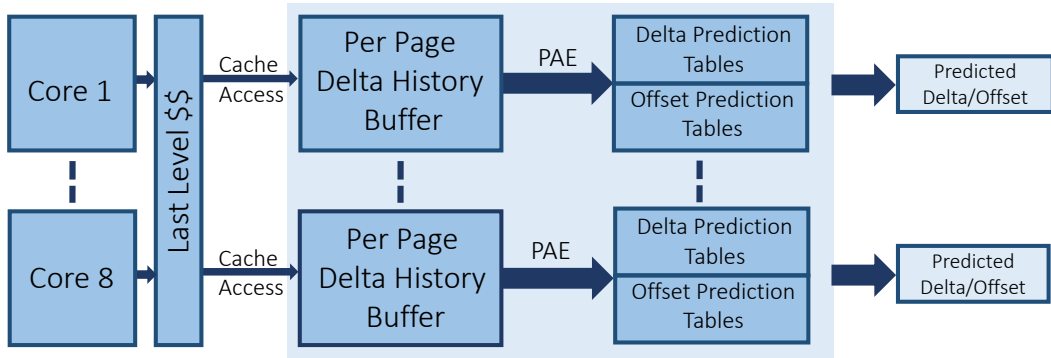 Core 1
Last Level $$
Cache
Access
Per Page
Delta History
Buffer
PAE
Delta Prediction
Tables
Offset Prediction
Tables
Predicted
Delta/Offset
Core 8
Cache
Access
Per Page
Delta History
Buffer
PAE
Delta Prediction
Tables
Offset Prediction
Tables
Predicted
Delta/Offset